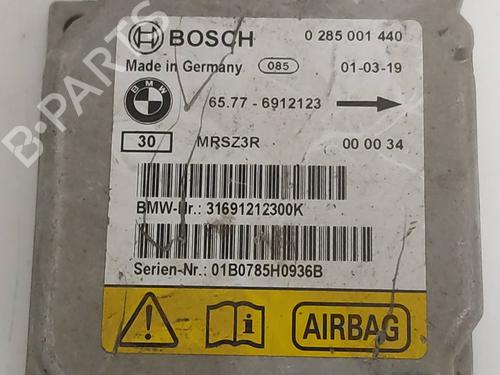 BOSCH 0 285 001 440
Made in Germany 085 01-03-19
BMW 65.77 - 6912123
30 MRSZ3R 00 00 34
BMW-Nr.: 31691212300K
Serien-Nr.: 01B0785H0936B
AIRBAG
B-PARTS